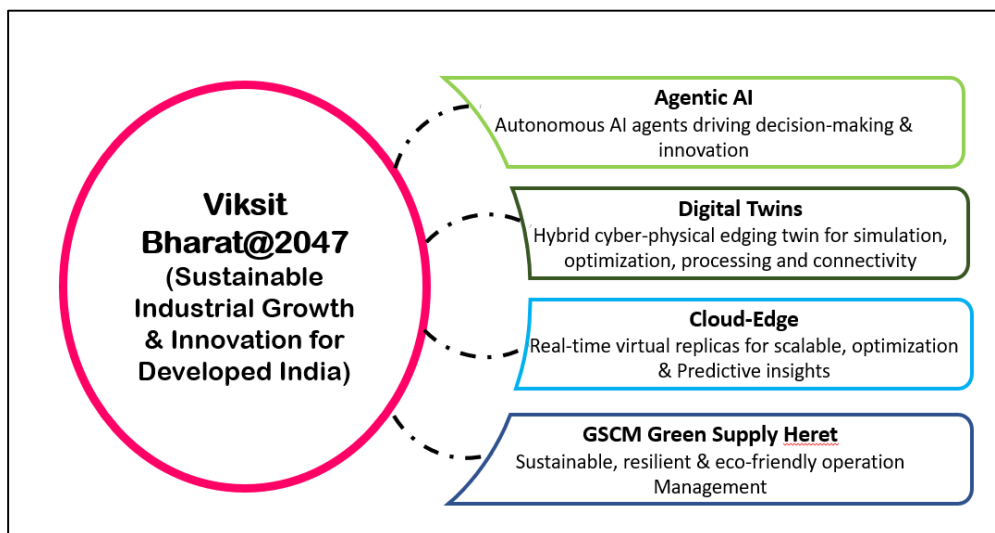 Viksit
Bharat@2047
(Sustainable
Industrial Growth
& Innovation for
Developed India)
Agentic AI
Autonomous AI agents driving decision-making &
innovation
Digital Twins
Hybrid cyber-physical edging twin for simulation,
optimization, processing and connectivity
Cloud-Edge
Real-time virtual replicas for scalable, optimization
& Predictive insights
GSCM Green Supply Heret
Sustainable, resilient & eco-friendly operation
Management